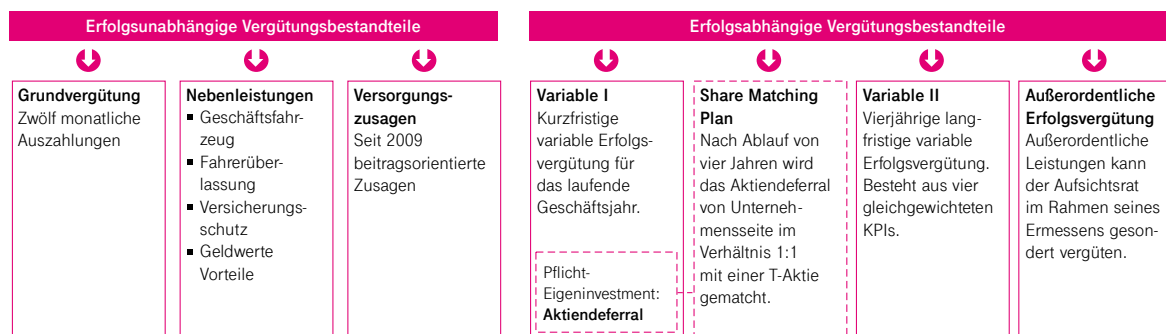 Erfolgsunabhängige Vergütungsbestandteile
Erfolgsabhängige Vergütungsbestandteile
Grundvergütung
Zwölf monatliche
Auszahlungen
Nebenleistungen
▪ Geschäftsfahr-
zeug
▪ Fahrerüber-
lassung
▪ Versicherungs-
schutz
▪ Geldwerte
Vorteile
Versorgungs-
zusagen
Seit 2009
beitragsorientierte
Zusagen
Variable I
Kurzfristige
variable Erfolgs-
vergütung für
das laufende
Geschäftsjahr.
Pflicht-
Eigeninvestment:
Aktiendeferral
Share Matching
Plan
Nach Ablauf von
vier Jahren wird
das Aktiendeferral
von Unterneh-
mensseite im
Verhältnis 1:1
mit einer T-Aktie
gematcht.
Variable II
Vierjährige lang-
fristige variable
Erfolgsvergütung.
Besteht aus vier
gleichgewichteten
KPIs.
Außerordentliche
Erfolgsvergütung
Außerordentliche
Leistungen kann
der Aufsichtsrat
im Rahmen seines
Ermessens geson-
dert vergüten.